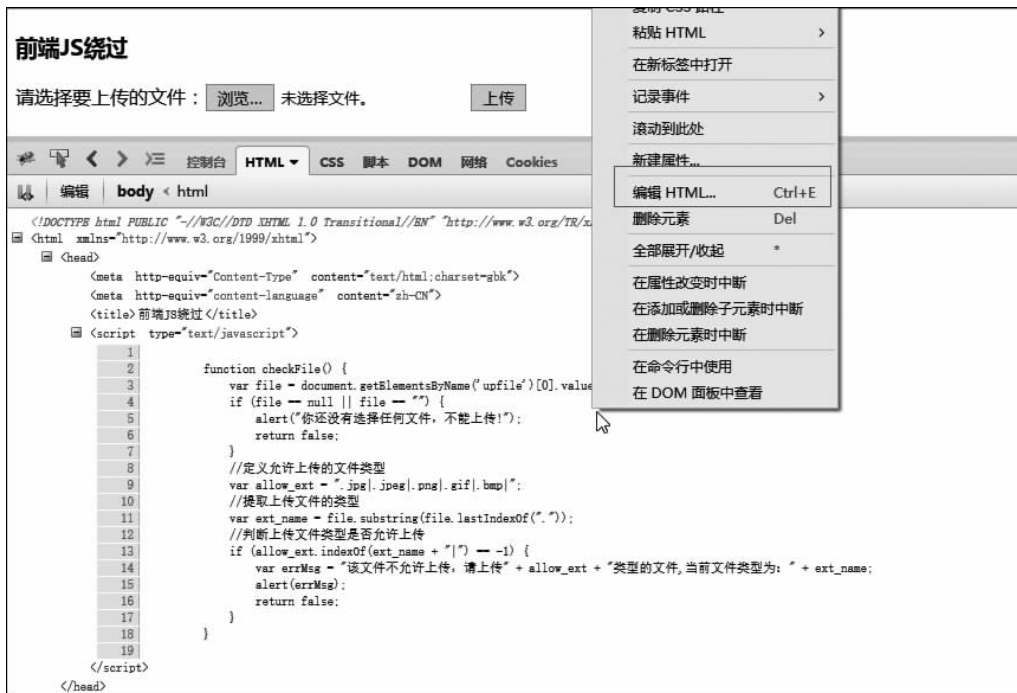 前端JS绕过
请选择要上传的文件： 浏览... 未选择文件。 上传
控制台 HTML CSS 脚本 DOM 网络 Cookies
编辑 body < html
<!DOCTYPE html PUBLIC "-//W3C//DTD XHTML 1.0 Transitional//EN" "http://www.w3.org/TR/x
<html xmlns="http://www.w3.org/1999/xhtml">
<head>
<meta http-equiv="Content-Type" content="text/html;charset=gbk">
<meta http-equiv="content-language" content="zh-CN">
<title>前端JS绕过</title>
<script type="text/javascript">
1
2 function checkFile() {
3 var file = document.getElementsByName('upfile')[0].value
4 if (file == null || file == "") {
5 alert("你还没有选择任何文件，不能上传!");
6 return false;
7 }
8 //定义允许上传的文件类型
9 var allow_ext = ".jpg|.jpeg|.png|.gif|.bmp|";
10 //提取上传文件的类型
11 var ext_name = file.substring(file.lastIndexOf("."));
12 //判断上传文件类型是否允许上传
13 if (allow_ext.indexOf(ext_name + "|") == -1) {
14 var errMsg = "该文件不允许上传，请上传" + allow_ext + "类型的文件,当前文件类型为：" + ext_name;
15 alert(errMsg);
16 return false;
17 }
18 }
19
</script>
</head>
复制 CSS 路径
粘贴 HTML
在新标签中打开
记录事件
滚动到此处
新建属性...
编辑 HTML... Ctrl+E
删除元素 Del
全部展开/收起 *
在属性改变时中断
在添加或删除子元素时中断
在删除元素时中断
在命令行中使用
在 DOM 面板中查看